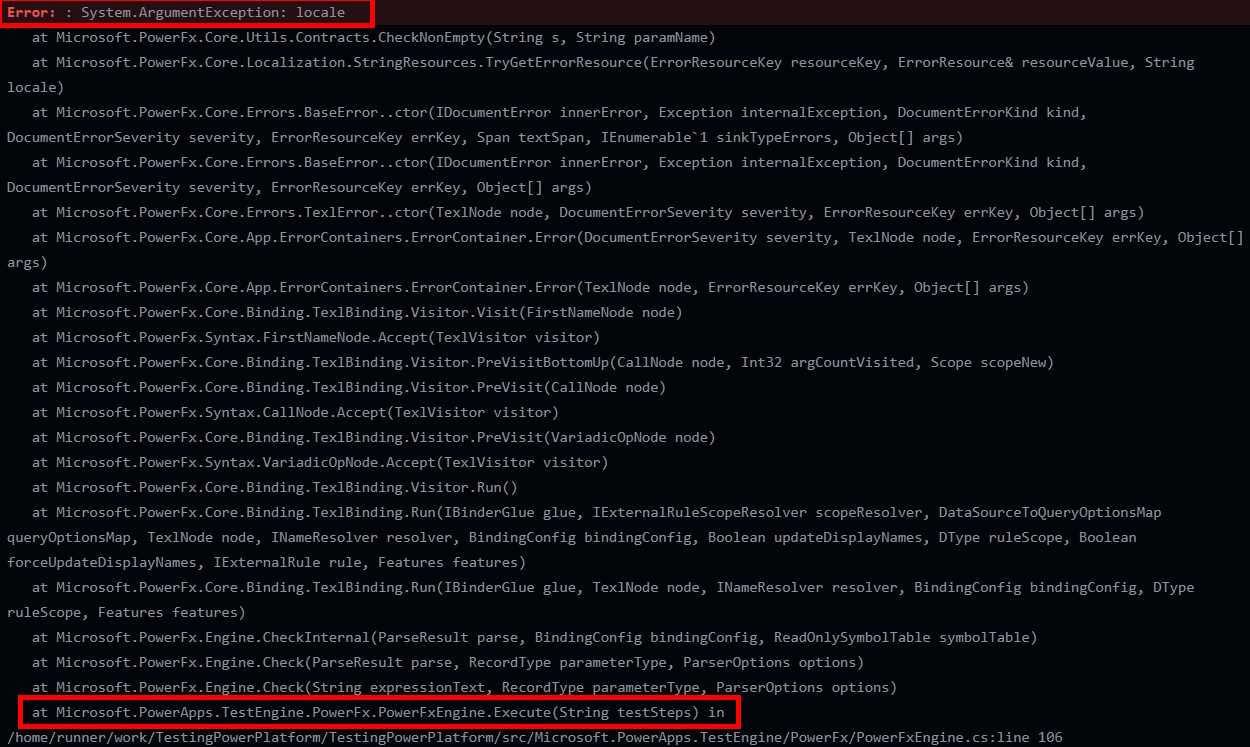 Error: : System.ArgumentException: locale
at Microsoft.PowerFx.Core.Utils.Contracts.CheckNonEmpty(String s, String paramName)
at Microsoft.PowerFx.Core.Localization.StringResources.TryGetErrorResource(ErrorResourceKey resourceKey, ErrorResource& resourceValue, String
locale)
at Microsoft.PowerFx.Core.Errors.BaseError..ctor(IDocumentError innerError, Exception internalException, DocumentErrorKind kind,
DocumentErrorSeverity severity, ErrorResourceKey errKey, Span textSpan, IEnumerable`1 sinkTypeErrors, Object[] args)
at Microsoft.PowerFx.Core.Errors.BaseError..ctor(IDocumentError innerError, Exception internalException, DocumentErrorKind kind,
DocumentErrorSeverity severity, ErrorResourceKey errKey, Object[] args)
at Microsoft.PowerFx.Core.Errors.TexlError..ctor(TexlNode node, DocumentErrorSeverity severity, ErrorResourceKey errKey, Object[] args)
at Microsoft.PowerFx.Core.App.ErrorContainers.ErrorContainer.Error(DocumentErrorSeverity severity, TexlNode node, ErrorResourceKey errKey, Object[]
args)
at Microsoft.PowerFx.Core.App.ErrorContainers.ErrorContainer.Error(TexlNode node, ErrorResourceKey errKey, Object[] args)
at Microsoft.PowerFx.Core.Binding.TexlBinding.Visitor.Visit(FirstNameNode node)
at Microsoft.PowerFx.Syntax.FirstNameNode.Accept(TexlVisitor visitor)
at Microsoft.PowerFx.Core.Binding.TexlBinding.Visitor.PreVisitBottomUp(CallNode node, Int32 argCountVisited, Scope scopeNew)
at Microsoft.PowerFx.Core.Binding.TexlBinding.Visitor.PreVisit(CallNode node)
at Microsoft.PowerFx.Syntax.CallNode.Accept(TexlVisitor visitor)
at Microsoft.PowerFx.Core.Binding.TexlBinding.Visitor.PreVisit(VariadicOpNode node)
at Microsoft.PowerFx.Syntax.VariadicOpNode.Accept(TexlVisitor visitor)
at Microsoft.PowerFx.Core.Binding.TexlBinding.Visitor.Run()
at Microsoft.PowerFx.Core.Binding.TexlBinding.Run(IBinderGlue glue, IExternalRuleScopeResolver scopeResolver, DataSourceToQueryOptionsMap
queryOptionsMap, TexlNode node, INameResolver resolver, BindingConfig bindingConfig, Boolean updateDisplayNames, DType ruleScope, Boolean
forceUpdateDisplayNames, IExternalRule rule, Features features)
at Microsoft.PowerFx.Core.Binding.TexlBinding.Run(IBinderGlue glue, TexlNode node, INameResolver resolver, BindingConfig bindingConfig, DType
ruleScope, Features features)
at Microsoft.PowerFx.Engine.CheckInternal(ParseResult parse, BindingConfig bindingConfig, ReadOnlySymbolTable symbolTable)
at Microsoft.PowerFx.Engine.Check(ParseResult parse, RecordType parameterType, ParserOptions options)
at Microsoft.PowerFx.Engine.Check(String expressionText, RecordType parameterType, ParserOptions options)
at Microsoft.PowerApps.TestEngine.PowerFx.PowerFxEngine.Execute(String testSteps) in
/home/runner/work/TestingPowerPlatform/TestingPowerPlatform/src/Microsoft.PowerApps.TestEngine/PowerFx/PowerFxEngine.cs:line 106